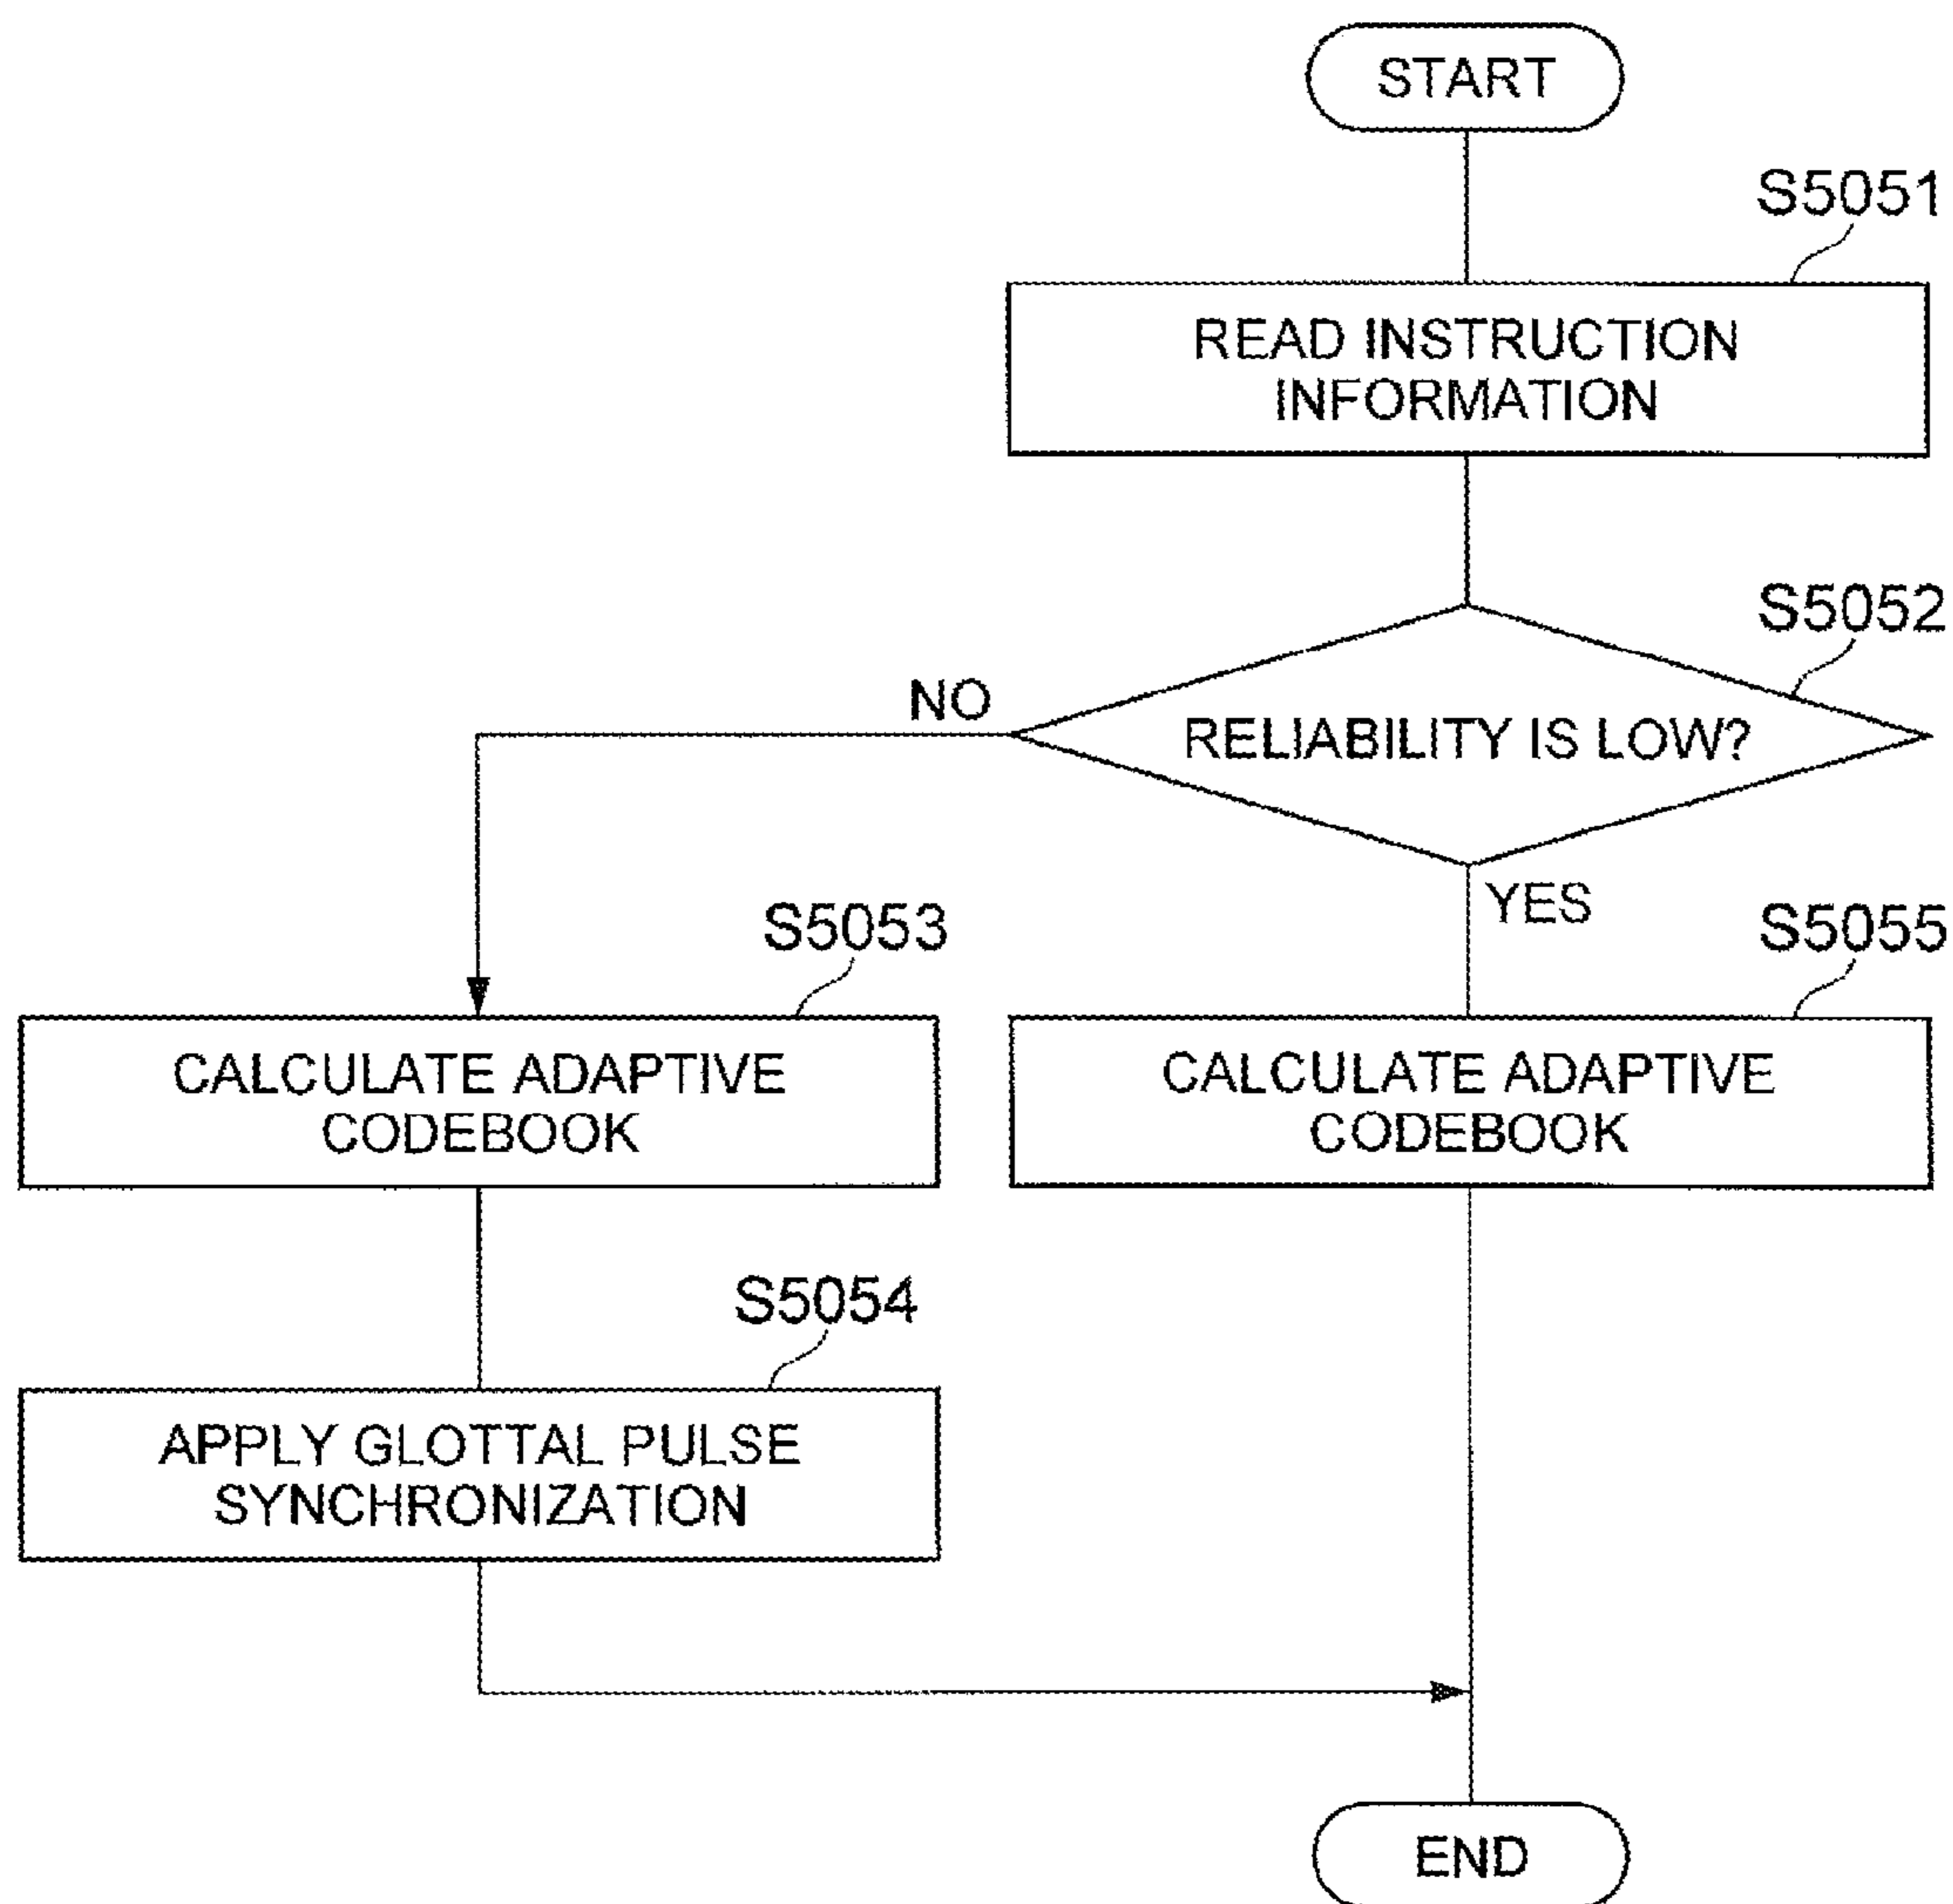 START
S5051
READ INSTRUCTION
INFORMATION
S5052
NO
RELIABILITY IS LOW?
YES
S5053
S5055
CALCULATE ADAPTIVE
CODEBOOK
CALCULATE ADAPTIVE
CODEBOOK
S5054
APPLY GLOTTAL PULSE
SYNCHRONIZATION
END